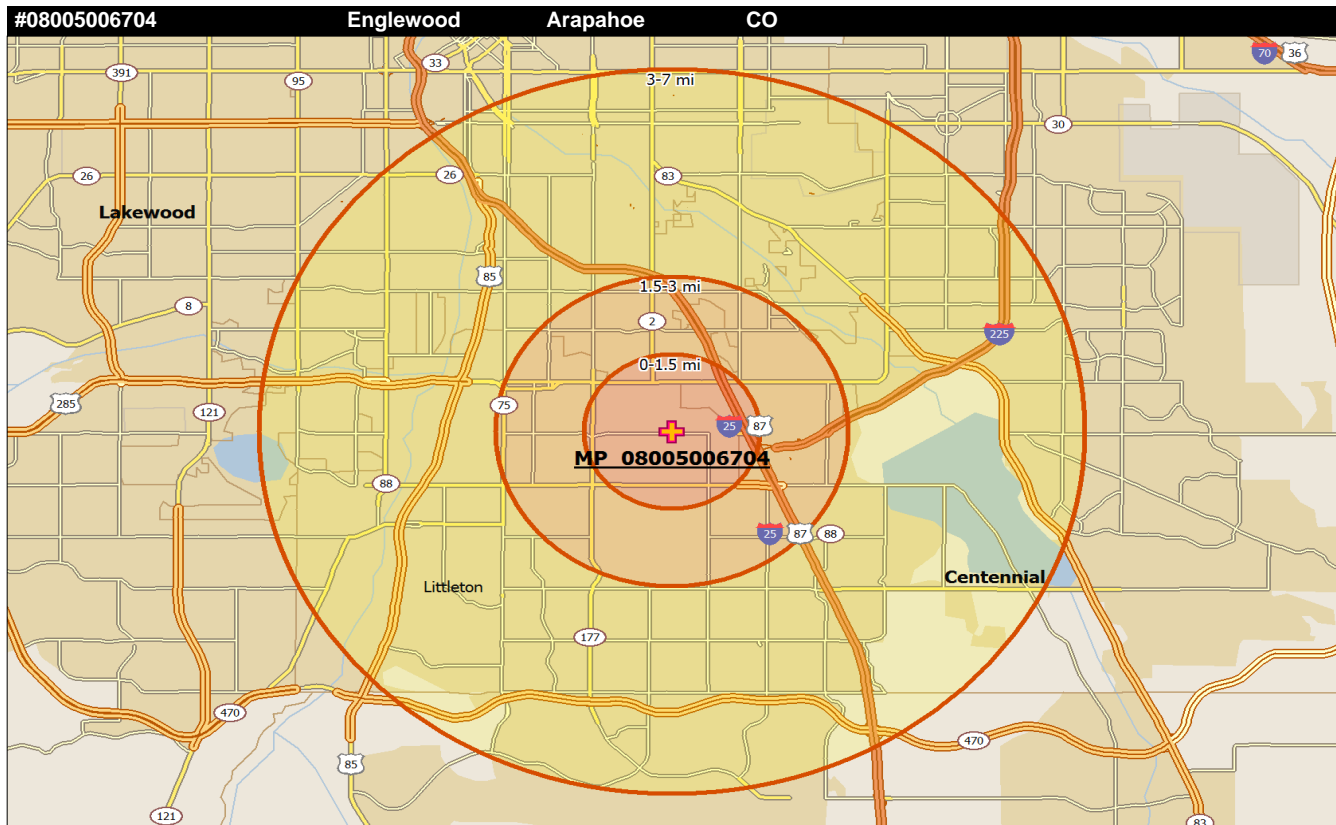 #08005006704 Englewood Arapahoe CO
33
70 36
391
95
3-7 mi
30
26 26 83
Lakewood
85
1.5-3 mi
8
2
225
0-1.5 mi
285
121
75
25 87
MP 08005006704
88
25 87 88
Centennial
Littleton
177
470
470
85
121
83